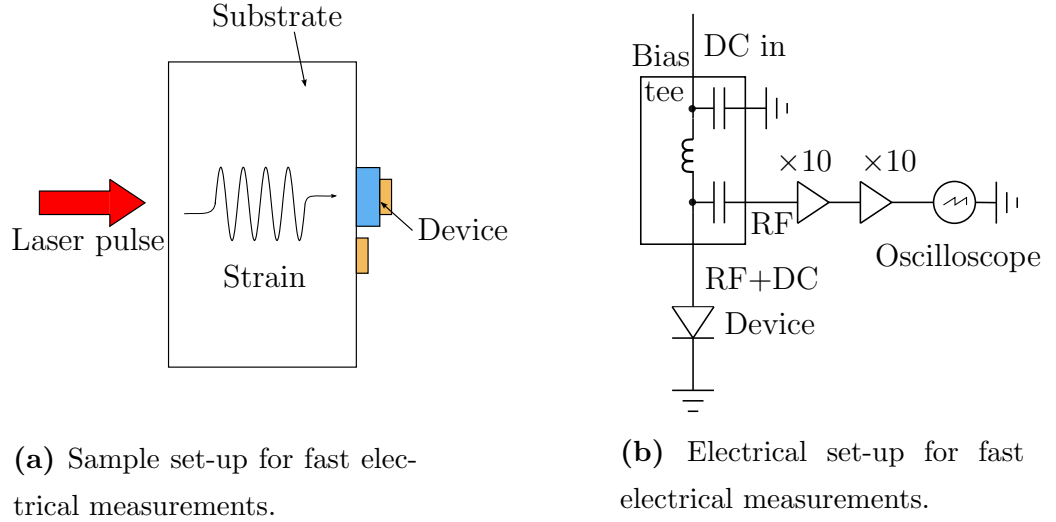 Substrate
Laser pulse
Strain
Device
(a) Sample set-up for fast elec-
trical measurements.
DC in
Bias
tee
×10 ×10
RF
Oscilloscope
RF+DC
Device
(b) Electrical set-up for fast
electrical measurements.